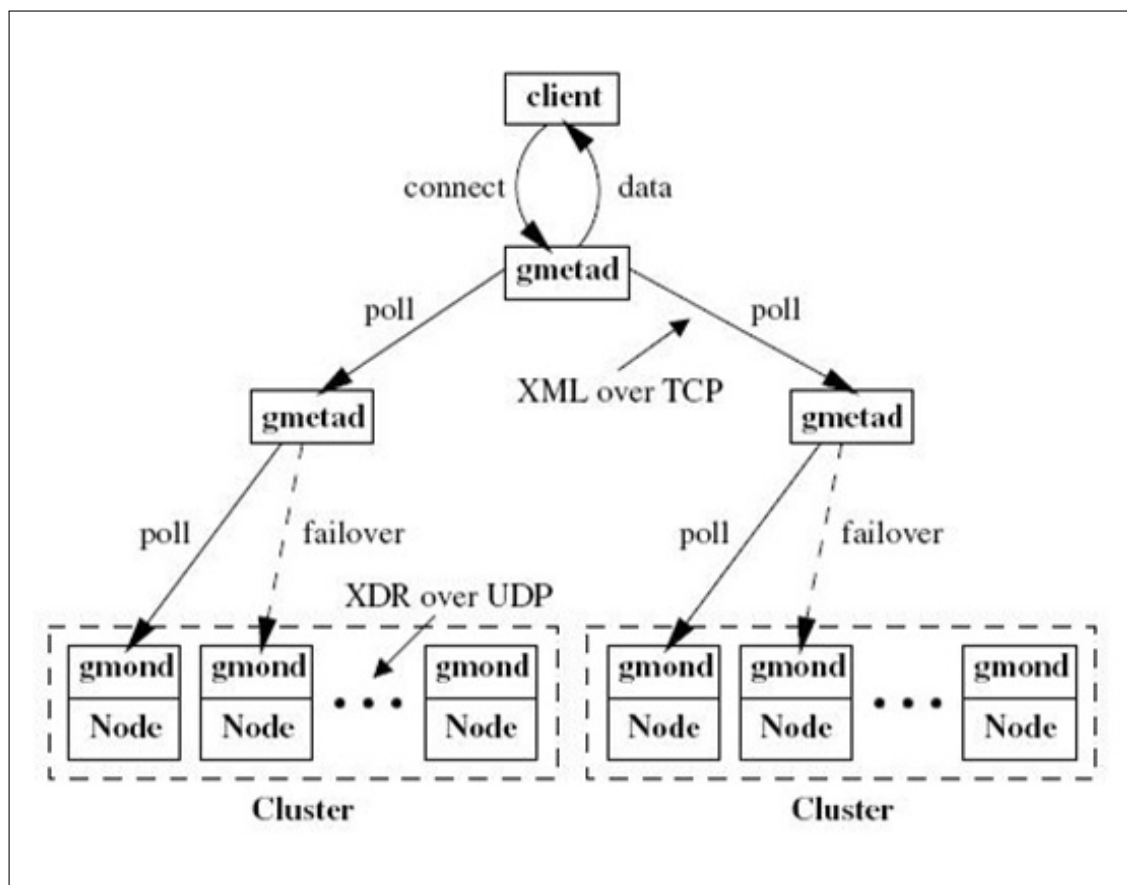 client
connect
data
gmetad
poll
poll
XML over TCP
gmetad
gmetad
poll
failover
poll
failover
XDR over UDP
gmond
gmond
gmond
gmond
gmond
gmond
Node
Node
• • •
Node
Node
Node
• • •
Node
Cluster
Cluster